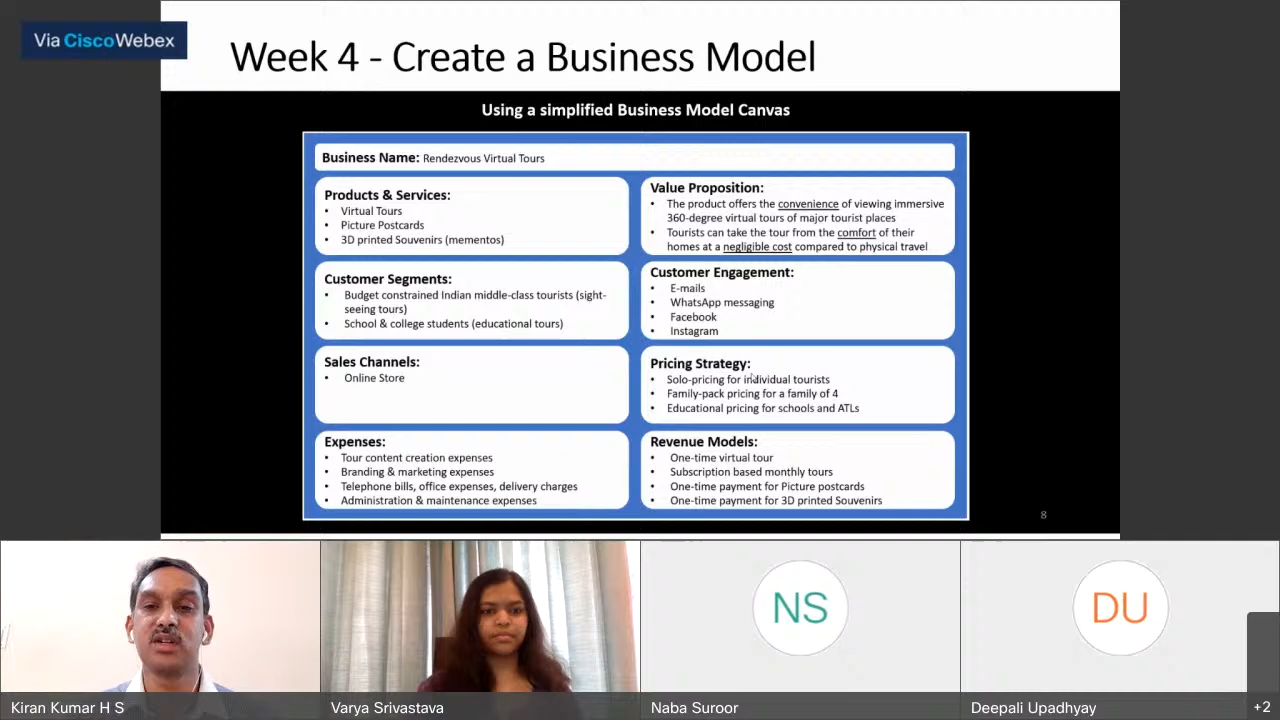 Via Cisco Webex
Week 4 - Create a Business Model
Using a simplified Business Model Canvas
Business Name: Rendezvous Virtual Tours
Products & Services:
• Virtual Tours
• Picture Postcards
• 3D printed Souvenirs (mementos)
Value Proposition:
• The product offers the convenience of viewing immersive
360-degree virtual tours of major tourist places
• Tourists can take the tour from the comfort of their
homes at a negligible cost compared to physical travel
Customer Segments:
• Budget constrained Indian middle-class tourists (sight-
seeing tours)
• School & college students (educational tours)
Customer Engagement:
• E-mails
• WhatsApp messaging
• Facebook
• Instagram
Sales Channels:
• Online Store
Pricing Strategy:
• Solo-pricing for individual tourists
• Family-pack pricing for a family of 4
• Educational pricing for schools and ATLs
Expenses:
• Tour content creation expenses
• Branding & marketing expenses
• Telephone bills, office expenses, delivery charges
• Administration & maintenance expenses
Revenue Models:
• One-time virtual tour
• Subscription based monthly tours
• One-time payment for Picture postcards
• One-time payment for 3D printed Souvenirs
8
NS
DU
Kiran Kumar H S
Varya Srivastava
Naba Suroor
Deepali Upadhyay
+2